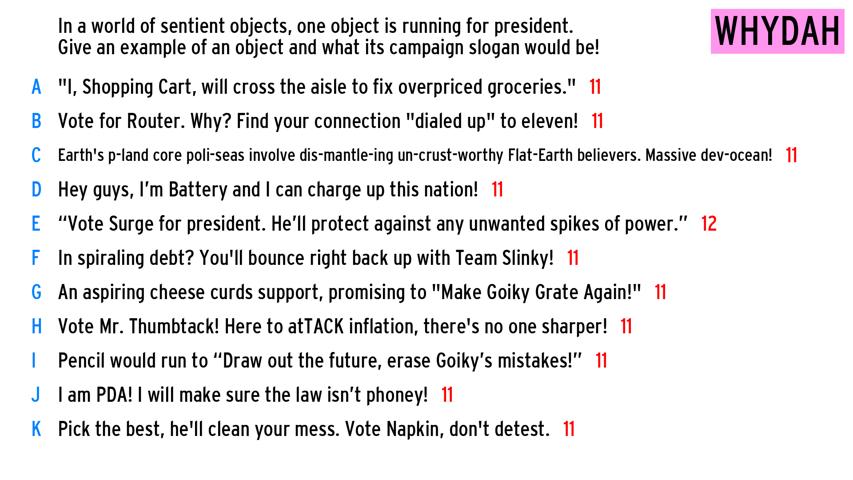 In a world of sentient objects, one object is running for president.
Give an example of an object and what its campaign slogan would be!
WHYDAH
A "I, Shopping Cart, will cross the aisle to fix overpriced groceries." 11
B Vote for Router. Why? Find your connection "dialed up" to eleven! 11
C Earth's p-land core poli-seas involve dis-mantle-ing un-crust-worthy Flat-Earth believers. Massive dev-ocean! 11
D Hey guys, I’m Battery and I can charge up this nation! 11
E “Vote Surge for president. He’ll protect against any unwanted spikes of power.” 12
F In spiraling debt? You'll bounce right back up with Team Slinky! 11
G An aspiring cheese curds support, promising to "Make Goiky Grate Again!" 11
H Vote Mr. Thumbtack! Here to atTACK inflation, there's no one sharper! 11
I Pencil would run to “Draw out the future, erase Goiky’s mistakes!” 11
J I am PDA! I will make sure the law isn’t phoney! 11
K Pick the best, he'll clean your mess. Vote Napkin, don't detest. 11